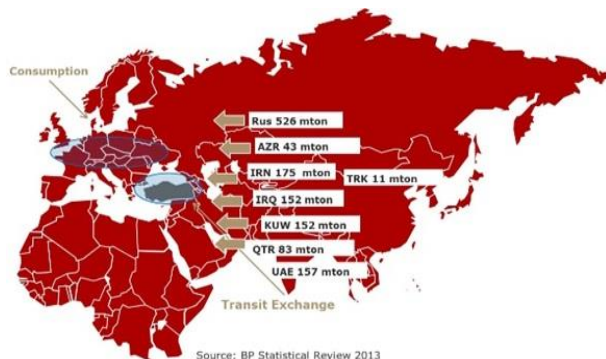 Consumption
Rus 526 mton
AZR 43 mton
IRN 175 mton
TRK 11 mton
IRQ 152 mton
KUW 152 mton
QTR 83 mton
UAE 157 mton
Transit Exchange
Source: BP Statistical Review 2013